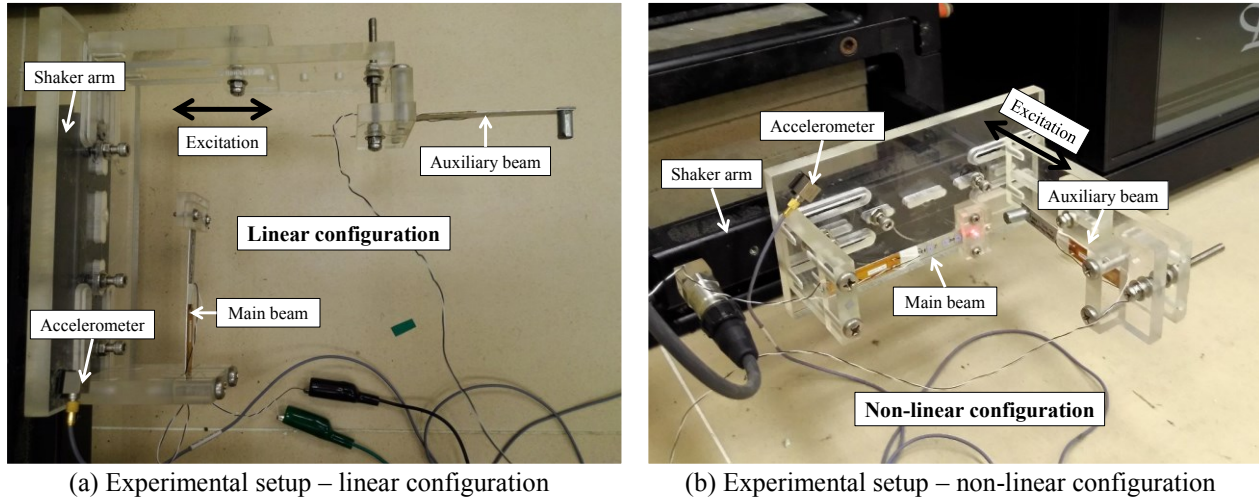 Shaker arm
Excitation
Auxiliary beam
Linear configuration
Main beam
Accelerometer
Accelerometer
Excitation
Shaker arm
Auxiliary beam
Main beam
Non-linear configuration
(a) Experimental setup – linear configuration
(b) Experimental setup – non-linear configuration